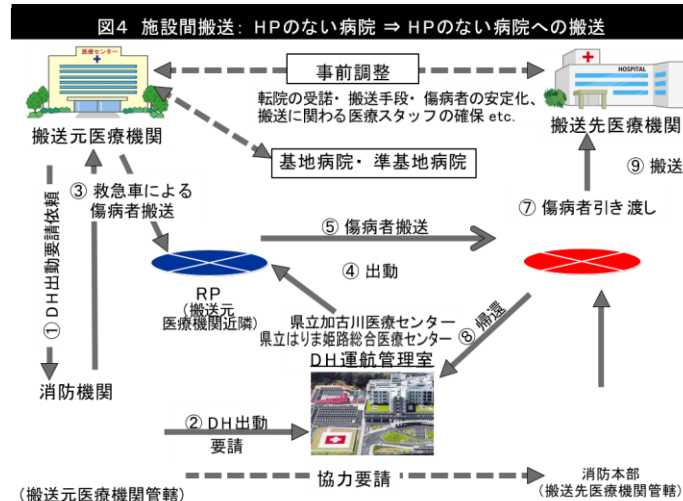 図4 施設間搬送: HPのない病院 ⇒ HPのない病院への搬送
医療センター
事前調整
HOSPITAL
転院の受諾・搬送手段・傷病者の安定化、
搬送に関わる医療スタッフの確保 etc.
搬送元医療機関
搬送先医療機関
基地病院・準基地病院
⑨ 搬送
③ 救急車による
傷病者搬送
⑦ 傷病者引き渡し
① DH出動要請依頼
⑤ 傷病者搬送
④ 出動
RP
(搬送元
医療機関近隣)
県立加古川医療センター
県立はりま姫路総合医療センター
DH運航管理室
⑧ 帰還
消防機関
② DH出動
要請
協力要請
消防本部
(搬送元医療機関管轄)
(搬送先医療機関管轄)